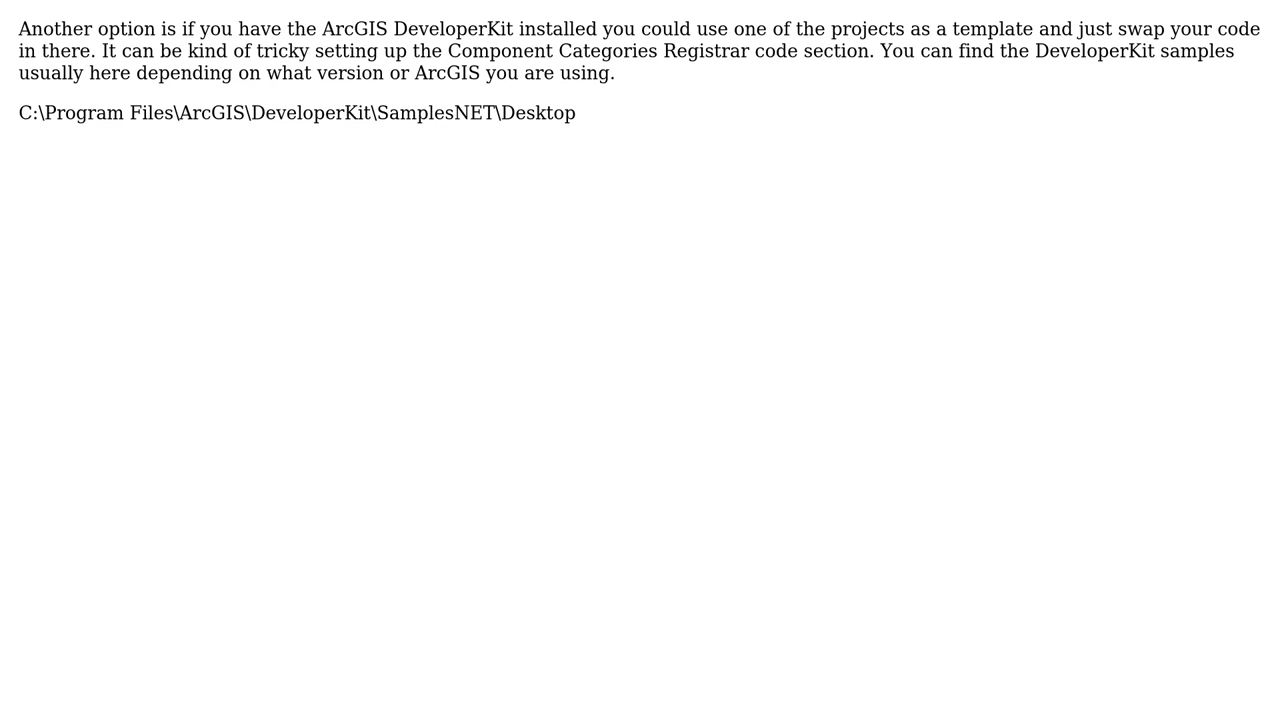 Another option is if you have the ArcGIS DeveloperKit installed you could use one of the projects as a template and just swap your code
in there. It can be kind of tricky setting up the Component Categories Registrar code section. You can find the DeveloperKit samples
usually here depending on what version or ArcGIS you are using.
C:\Program Files\ArcGIS\DeveloperKit\SamplesNET\Desktop